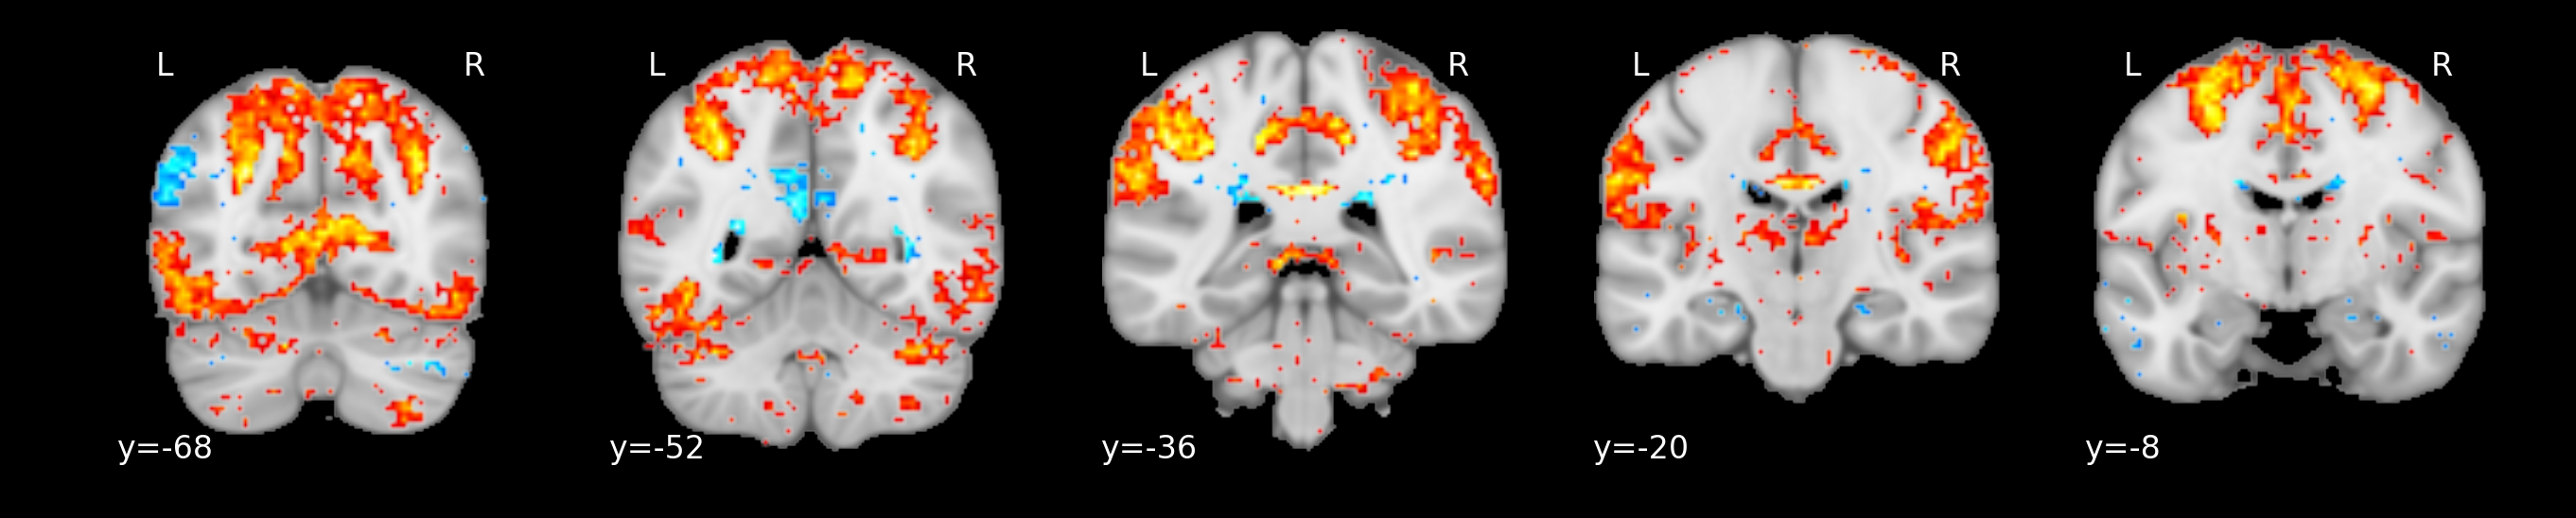 L R L R L R L R L R
y=-68 y=-52 y=-36 y=-20 y=-8